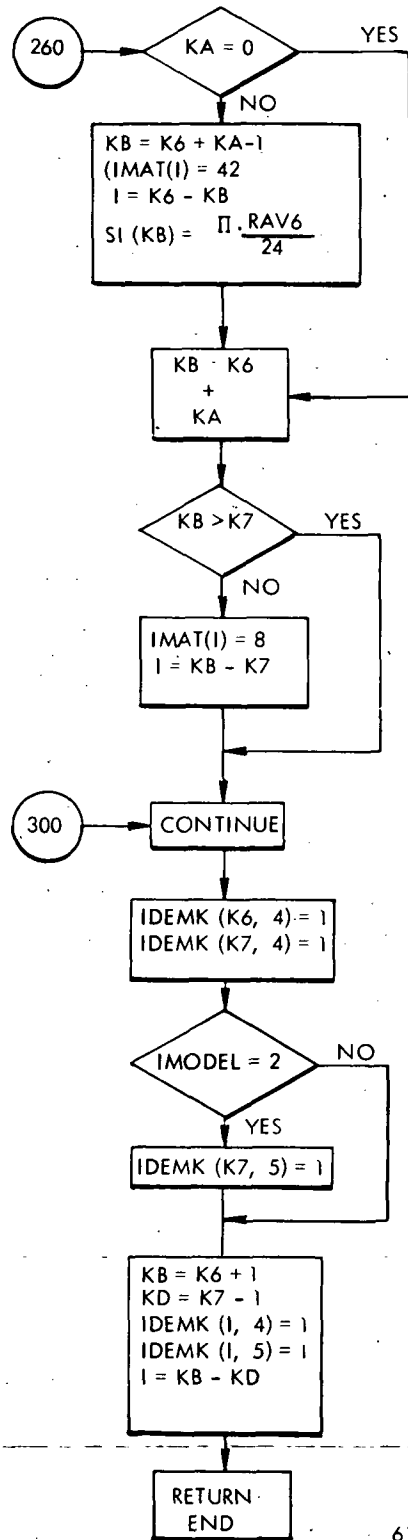 260
KA = 0
YES
NO
KB = K6 + KA-1
(IMAT(I) = 42
I = K6 - KB
SI (KB) = Π . RAV6
24
KB - K6
+
KA
KB > K7
YES
NO
IMAT(I) = 8
I = KB - K7
300
CONTINUE
IDEMK (K6, 4) = 1
IDEMK (K7, 4) = 1
IMODEL = 2
NO
YES
IDEMK (K7, 5) = 1
KB = K6 + 1
KD = K7 - 1
IDEMK (I, 4) = 1
IDEMK (I, 5) = 1
I = KB - KD
RETURN
END